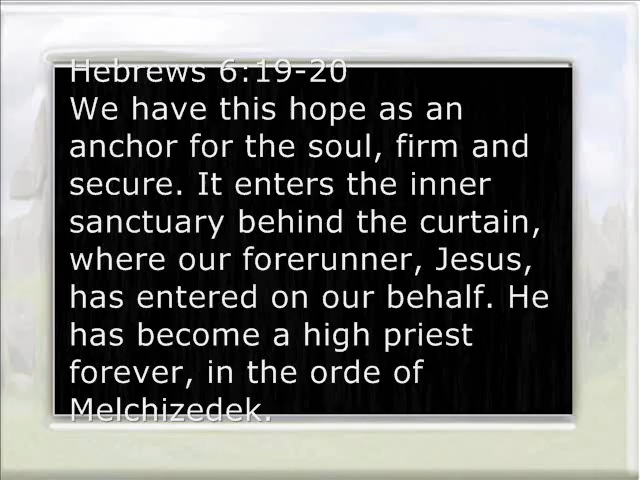 Hebrews 6:19-20
We have this hope as an
anchor for the soul, firm and
secure. It enters the inner
sanctuary behind the curtain,
where our forerunner, Jesus,
has entered on our behalf. He
has become a high priest
forever, in the orde of
Melchizedek.